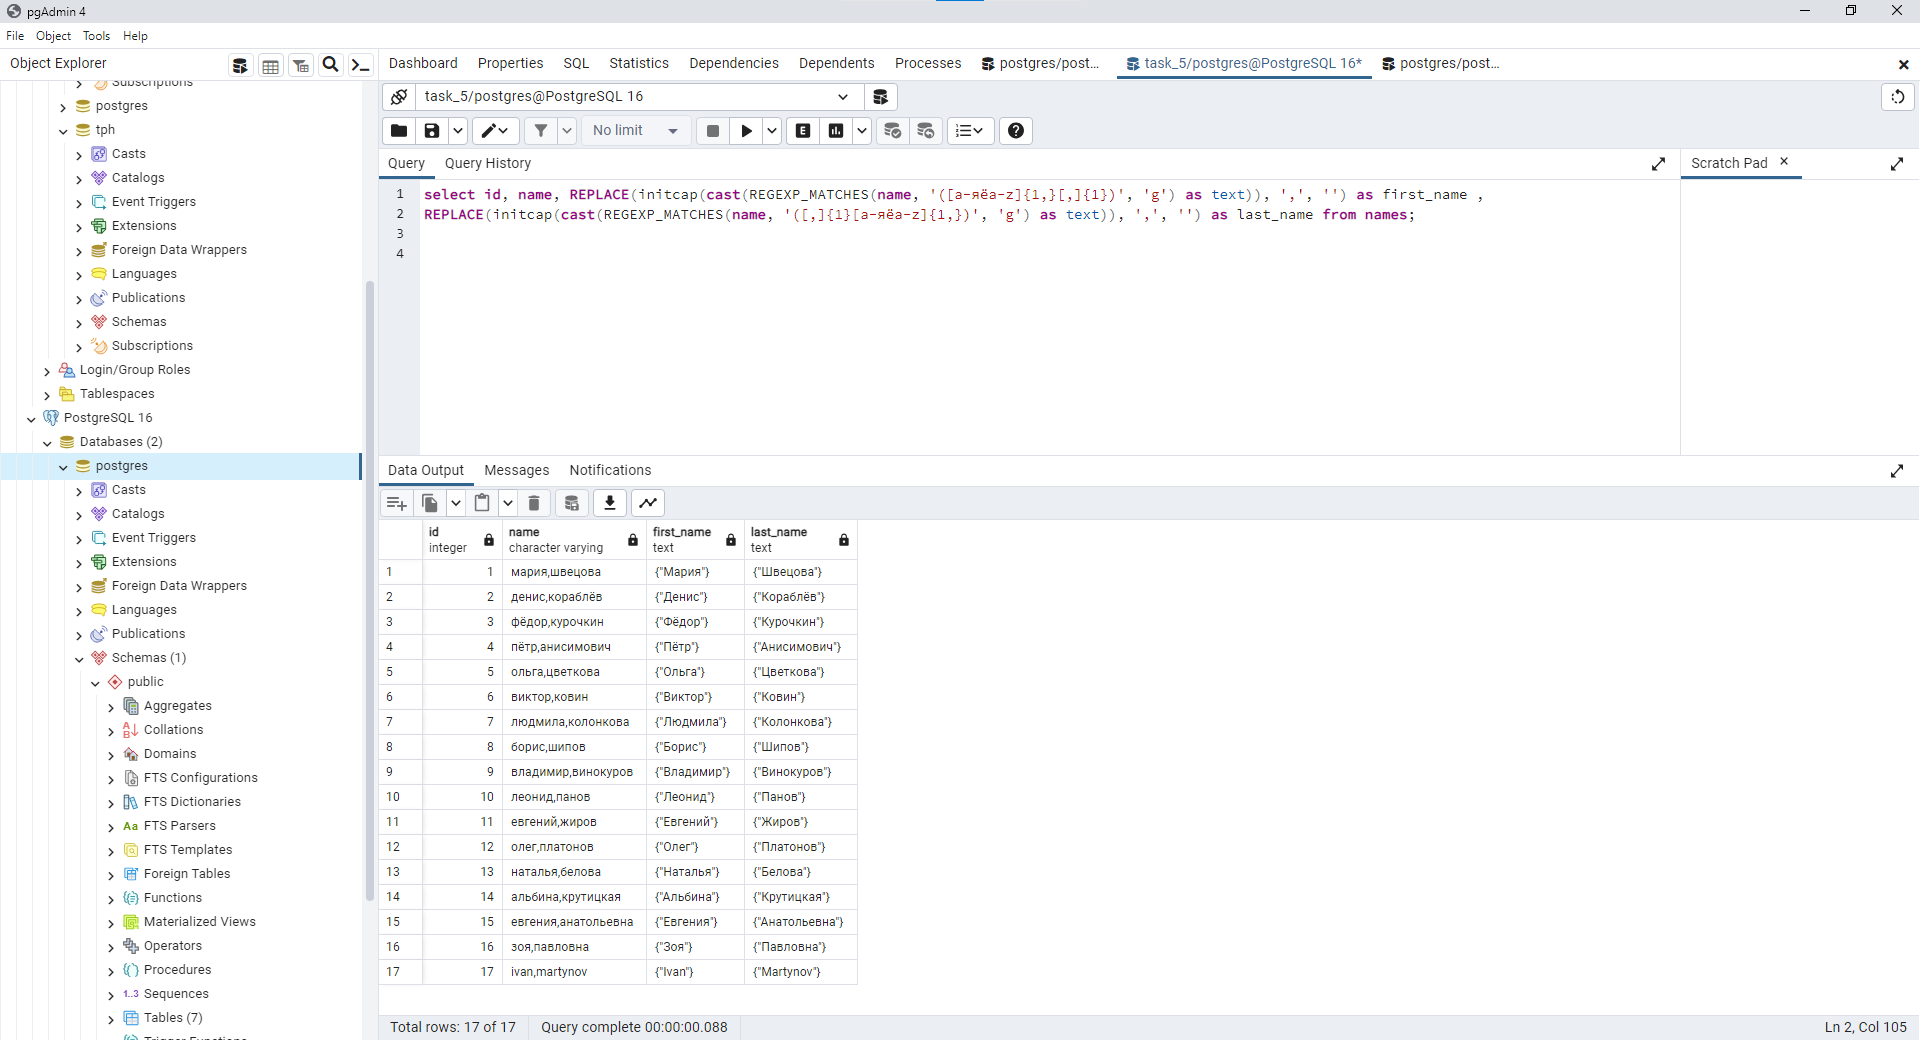 pgAdmin 4
File Object Tools Help
Object Explorer
Subscriptions
postgres
tph
Casts
Catalogs
Event Triggers
Extensions
Foreign Data Wrappers
Languages
Publications
Schemas
Subscriptions
Login/Group Roles
Tablespaces
PostgreSQL 16
Databases (2)
postgres
Casts
Catalogs
Event Triggers
Extensions
Foreign Data Wrappers
Languages
Publications
Schemas (1)
public
Aggregates
Collations
Domains
FTS Configurations
FTS Dictionaries
Aa FTS Parsers
FTS Templates
Foreign Tables
Functions
Materialized Views
Operators
Procedures
1..3 Sequences
Tables (7)
Trigger Functions
Dashboard Properties SQL Statistics Dependencies Dependents Processes postgres/post... task_5/postgres@PostgreSQL 16* postgres/post...
task_5/postgres@PostgreSQL 16
No limit E
Query Query History Scratch Pad
1 select id, name, REPLACE(initcap(cast(REGEXP_MATCHES(name, '([а-яёa-z]{1,}[,]{1})', 'g') as text)), ',', '') as first_name ,
2 REPLACE(initcap(cast(REGEXP_MATCHES(name, '([,]{1}[а-яёa-z]{1,})', 'g') as text)), ',', '') as last_name from names;
3
4
Data Output Messages Notifications
id name first_name last_name
integer character varying text text
1 1 мария,швецова {"Мария"} {"Швецова"}
2 2 денис,кораблёв {"Денис"} {"Кораблёв"}
3 3 фёдор,курочкин {"Фёдор"} {"Курочкин"}
4 4 пётр,анисимович {"Пётр"} {"Анисимович"}
5 5 ольга,цветкова {"Ольга"} {"Цветкова"}
6 6 виктор,ковин {"Виктор"} {"Ковин"}
7 7 людмила,колонкова {"Людмила"} {"Колонкова"}
8 8 борис,шипов {"Борис"} {"Шипов"}
9 9 владимир,винокуров {"Владимир"} {"Винокуров"}
10 10 леонид,панов {"Леонид"} {"Панов"}
11 11 евгений,жиров {"Евгений"} {"Жиров"}
12 12 олег,платонов {"Олег"} {"Платонов"}
13 13 наталья,белова {"Наталья"} {"Белова"}
14 14 альбина,крутицкая {"Альбина"} {"Крутицкая"}
15 15 евгения,анатольевна {"Евгения"} {"Анатольевна"}
16 16 зоя,павловна {"Зоя"} {"Павловна"}
17 17 ivan,martynov {"Ivan"} {"Martynov"}
Total rows: 17 of 17 Query complete 00:00:00.088 Ln 2, Col 105